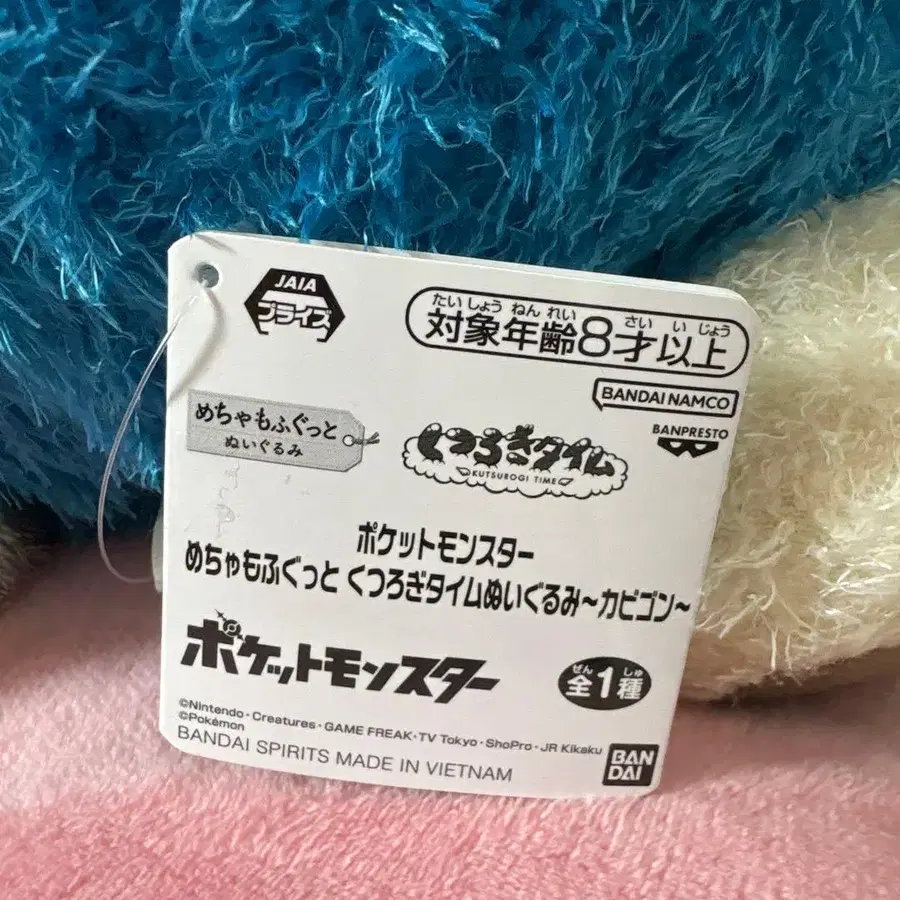 JAIA
プライズ
たいしょうねんれい さいいじょう
対象年齢8才以上
BANDAI NAMCO
BANPRESTO
めちゃもふぐっと
ぬいぐるみ
くつろぎタイム
KUTSUROGI TIME
ポケットモンスター
めちゃもふぐっと くつろぎタイムぬいぐるみ～カビゴン～
ポケットモンスター
ぜん しゅ
全1種
©Nintendo・Creatures・GAME FREAK・TV Tokyo・ShoPro・JR Kikaku
©Pokémon
BANDAI SPIRITS MADE IN VIETNAM
BAN
DAI